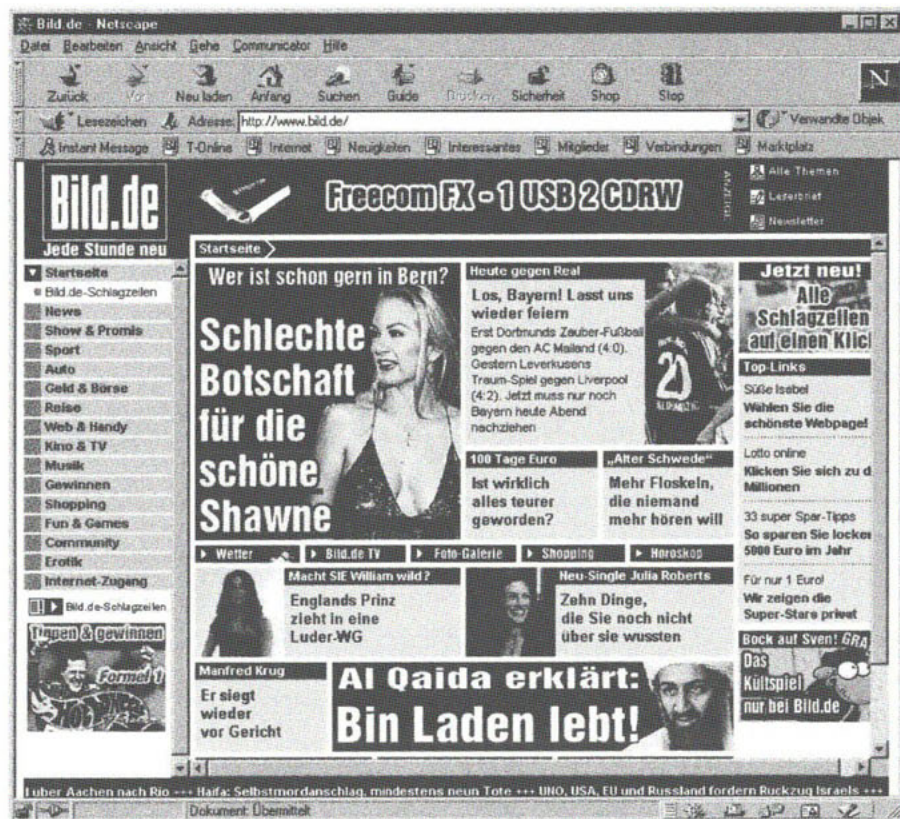 Bild.de - Netscape
Datei Bearbeiten Ansicht Gehe Communicator Hilfe
Zurück Vor Neu laden Anfang Suchen Guide Drucken Sicherheit Shop Stop
N
Lesezeichen Adresse: http://www.bild.de/ Verwandte Objek
Instant Message T-Online Internet Neuigkeiten Interessantes Mitglieder Verbindungen Marktplatz
Bild.de
Jede Stunde neu
Freecom FX - 1 USB 2 CDRW
ANZEIGE
Alle Themen
Leserbrief
Newsletter
Startseite
Bild.de-Schlagzeilen
News
Show & Promis
Sport
Auto
Geld & Börse
Reise
Web & Handy
Kino & TV
Musik
Gewinnen
Shopping
Fun & Games
Community
Erotik
Internet-Zugang
Bild.de-Schlagzeilen
Tippen & gewinnen
Formel 1
Startseite
Wer ist schon gern in Bern?
Schlechte
Botschaft
für die
schöne
Shawne
Heute gegen Real
Los, Bayern! Lasst uns
wieder feiern
Erst Dortmunds Zauber-Fußball
gegen den AC Mailand (4:0).
Gestern Leverkusens
Traum-Spiel gegen Liverpool
(4:2). Jetzt muss nur noch
Bayern heute Abend
nachziehen
20
100 Tage Euro
Ist wirklich
alles teurer
geworden?
„Alter Schwede"
Mehr Floskeln,
die niemand
mehr hören will
Wetter Bild.de TV Foto-Galerie Shopping Horoskop
Macht SIE William wild?
Englands Prinz
zieht in eine
Luder-WG
Neu-Single Julia Roberts
Zehn Dinge,
die Sie noch nicht
über sie wussten
Manfred Krug
Er siegt
wieder
vor Gericht
Al Qaida erklärt:
Bin Laden lebt!
Jetzt neu!
Alle
Schlagzeilen
auf einen Klic
Top-Links
Süße Isabel
Wählen Sie die
schönste Webpage!
Lotto online
Klicken Sie sich zu d
Millionen
33 super Spar-Tipps
So sparen Sie locker
5000 Euro im Jahr
Für nur 1 Euro!
Wir zeigen die
Super-Stars privat
Bock auf Sven! GRA
Das
Kultspiel
nur bei Bild.de
l über Aachen nach Rio +++ Haifa: Selbstmordanschlag, mindestens neun Tote +++ UNO, USA, EU und Russland fordern Rückzug Israels +++
Dokument: Übermittelt